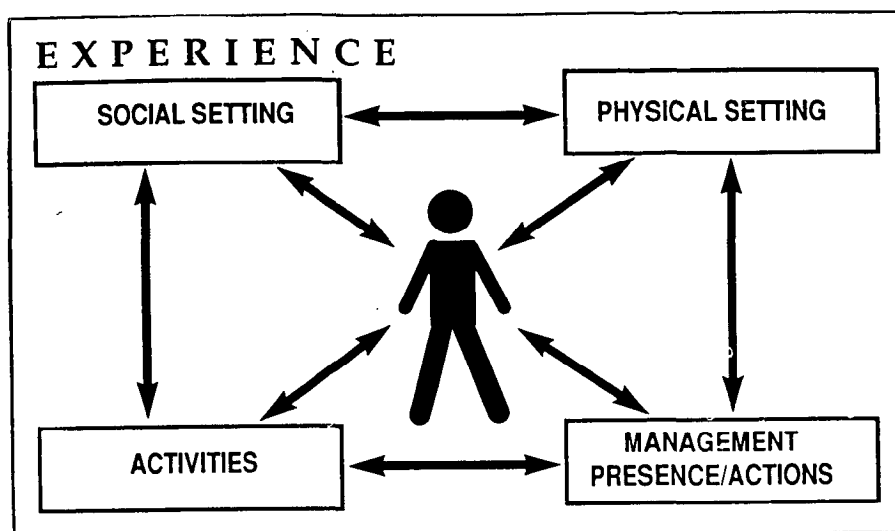 EXPERIENCE
SOCIAL SETTING
PHYSICAL SETTING
ACTIVITIES
MANAGEMENT
PRESENCE/ACTIONS